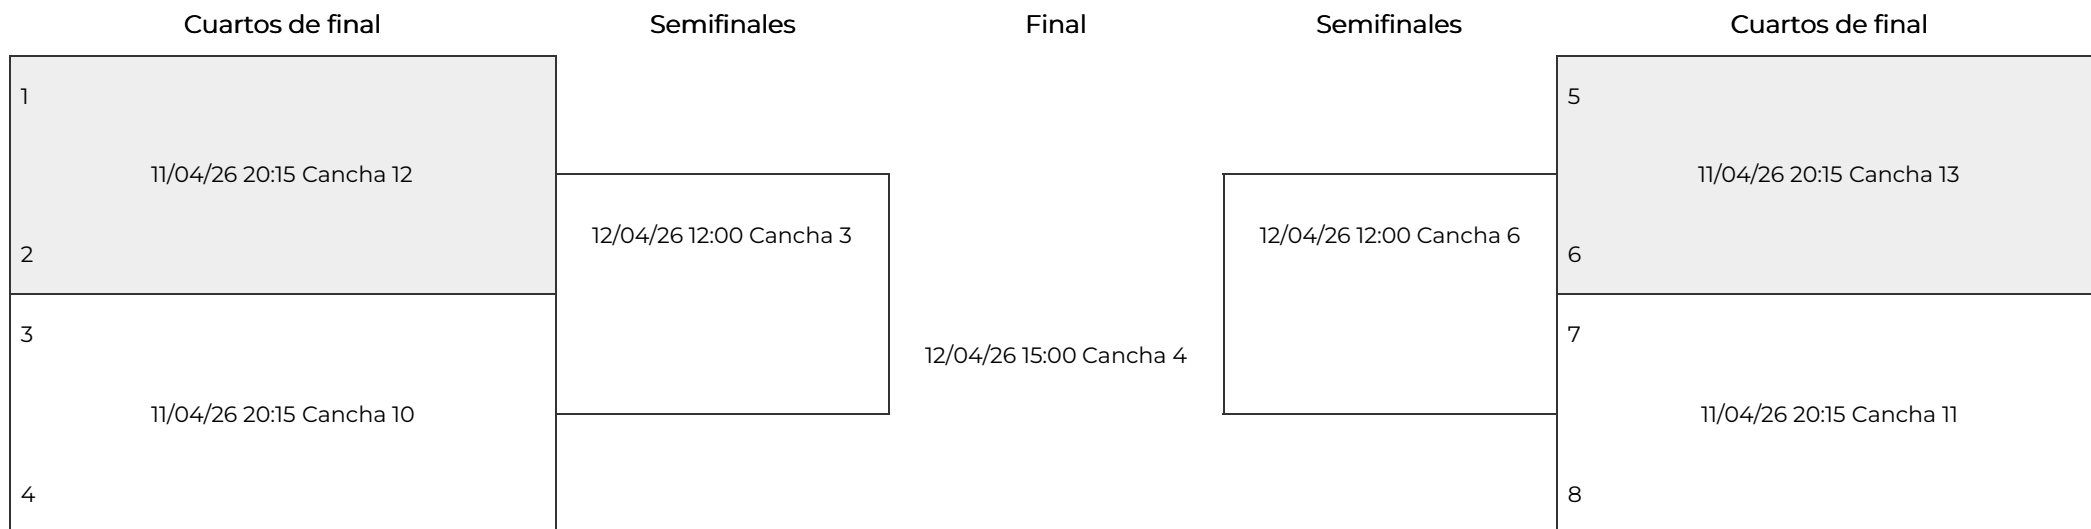 Cuartos de final
Semifinales
Final
Semifinales
Cuartos de final
1
11/04/26 20:15 Cancha 12
2
3
11/04/26 20:15 Cancha 10
4
12/04/26 12:00 Cancha 3
12/04/26 15:00 Cancha 4
12/04/26 12:00 Cancha 6
5
11/04/26 20:15 Cancha 13
6
7
11/04/26 20:15 Cancha 11
8